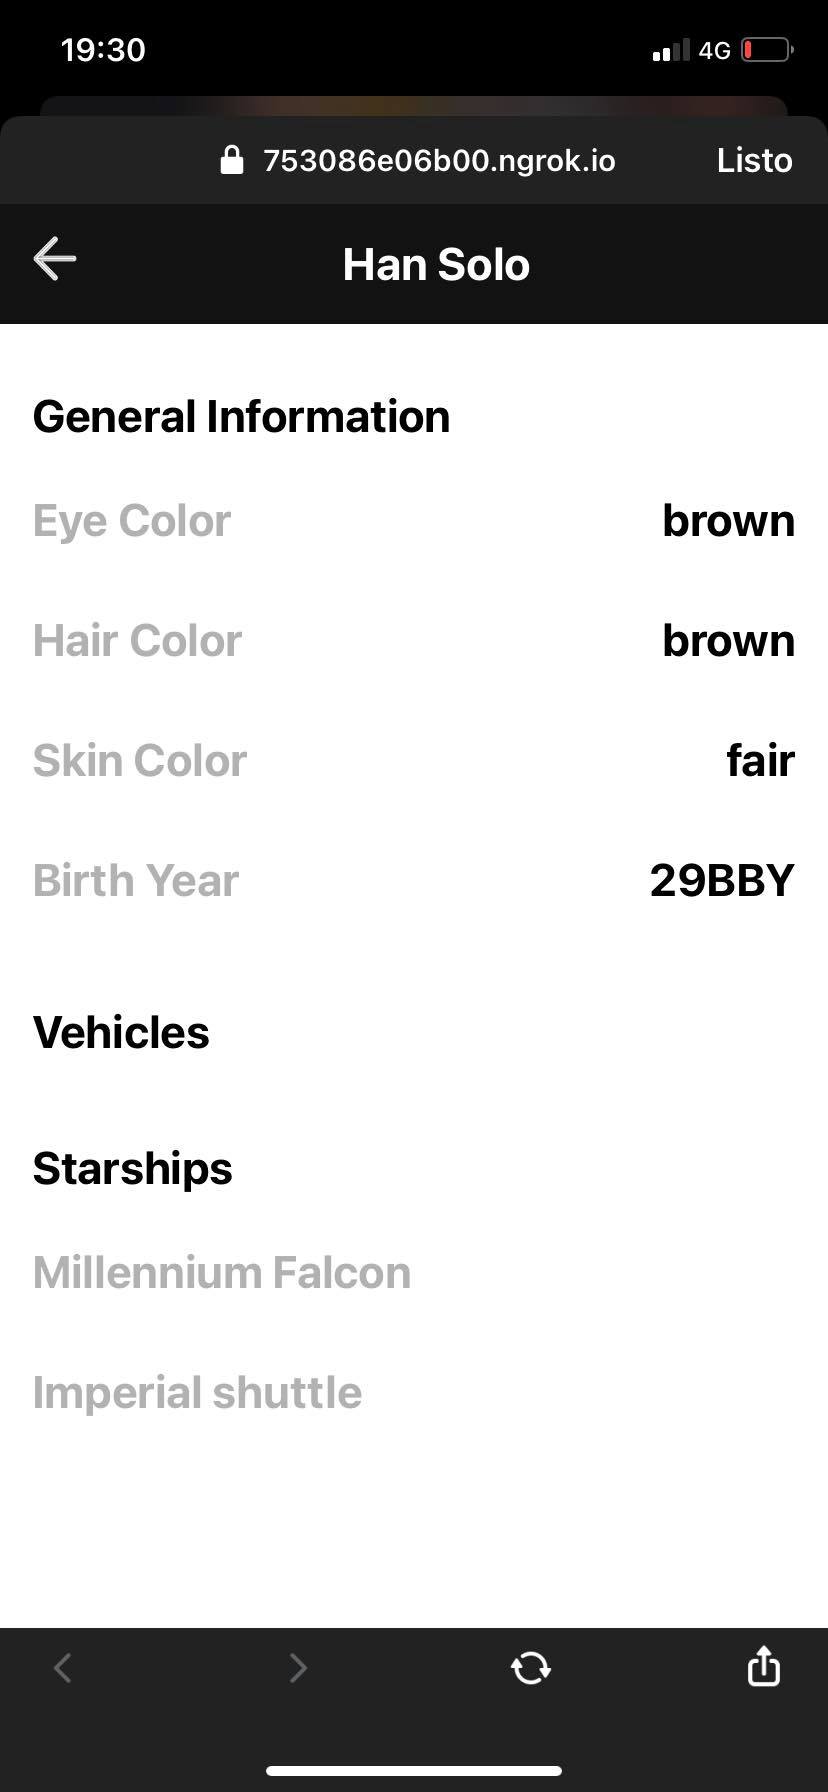 19:30 4G
753086e06b00.ngrok.io Listo
Han Solo
General Information
Eye Color brown
Hair Color brown
Skin Color fair
Birth Year 29BBY
Vehicles
Starships
Millennium Falcon
Imperial shuttle